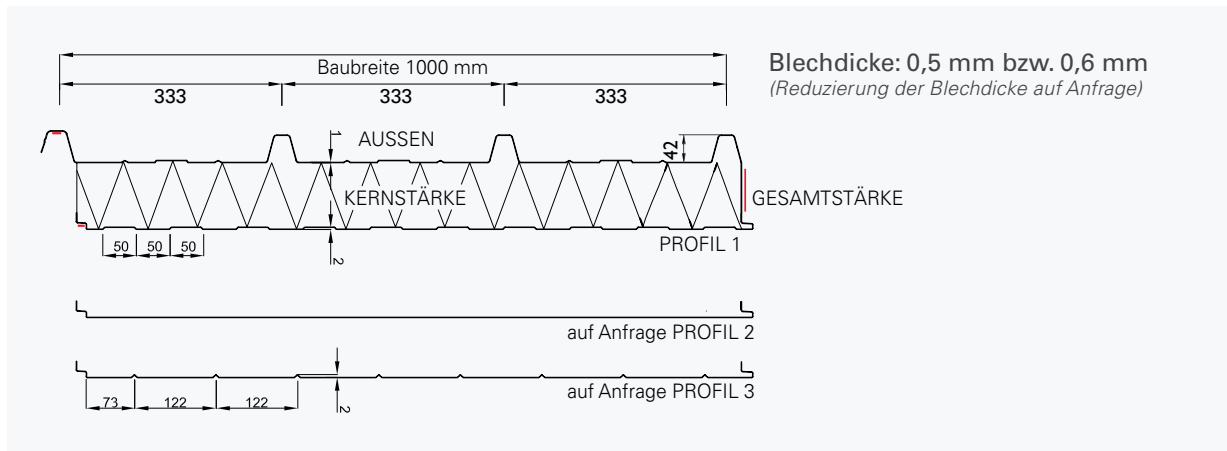 Baubreite 1000 mm
333 333 333
Blechdicke: 0,5 mm bzw. 0,6 mm
(Reduzierung der Blechdicke auf Anfrage)
1
AUSSEN
42
KERNSTÄRKE
GESAMTSTÄRKE
50 50 50
2
PROFIL 1
auf Anfrage PROFIL 2
auf Anfrage PROFIL 3
73 122 122
2